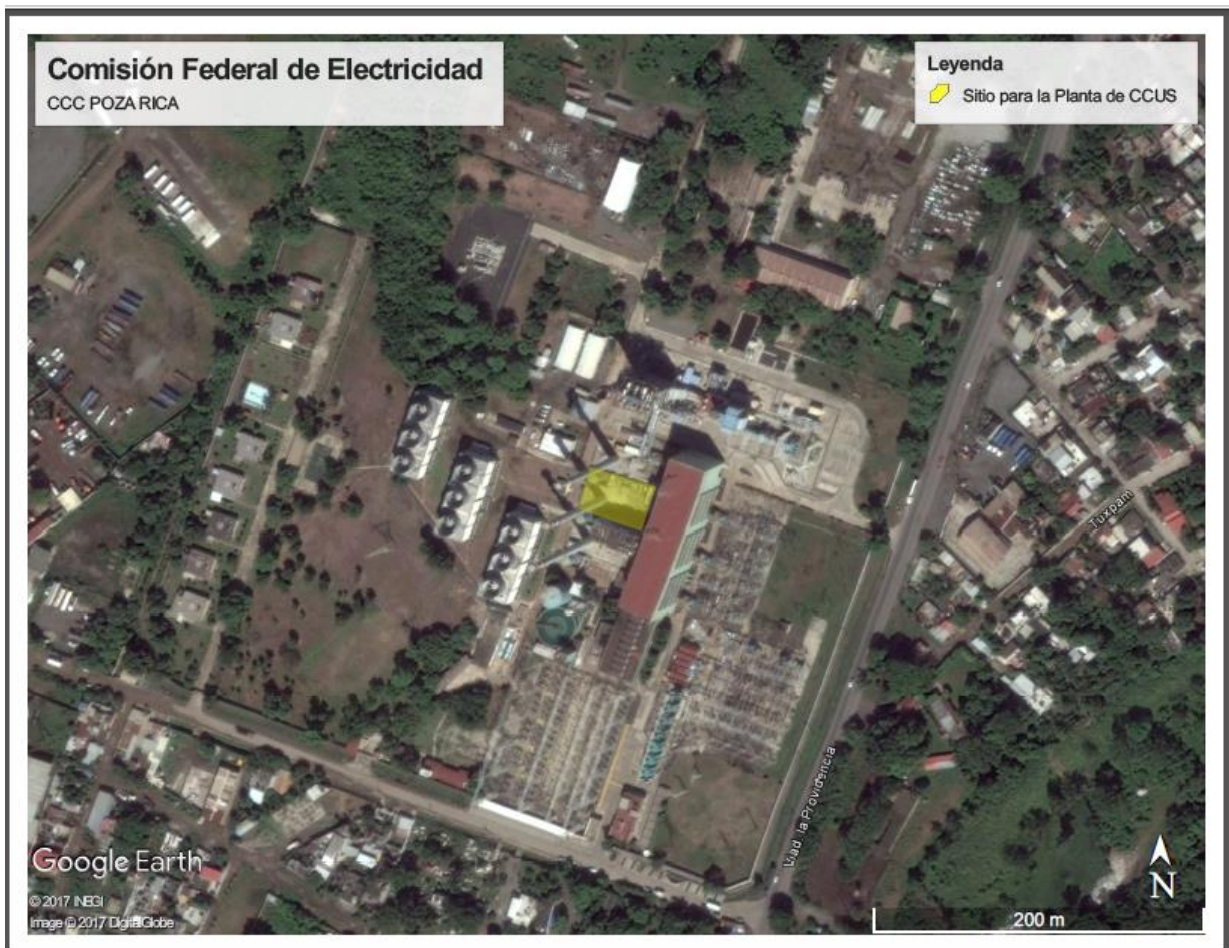 Comisión Federal de Electricidad
CCC POZA RICA
Leyenda
Sitio para la Planta de CCUS
Tuxpam
Viad. la Providencia
Google Earth
© 2017 INEGI
Image © 2017 DigitalGlobe
N
200 m